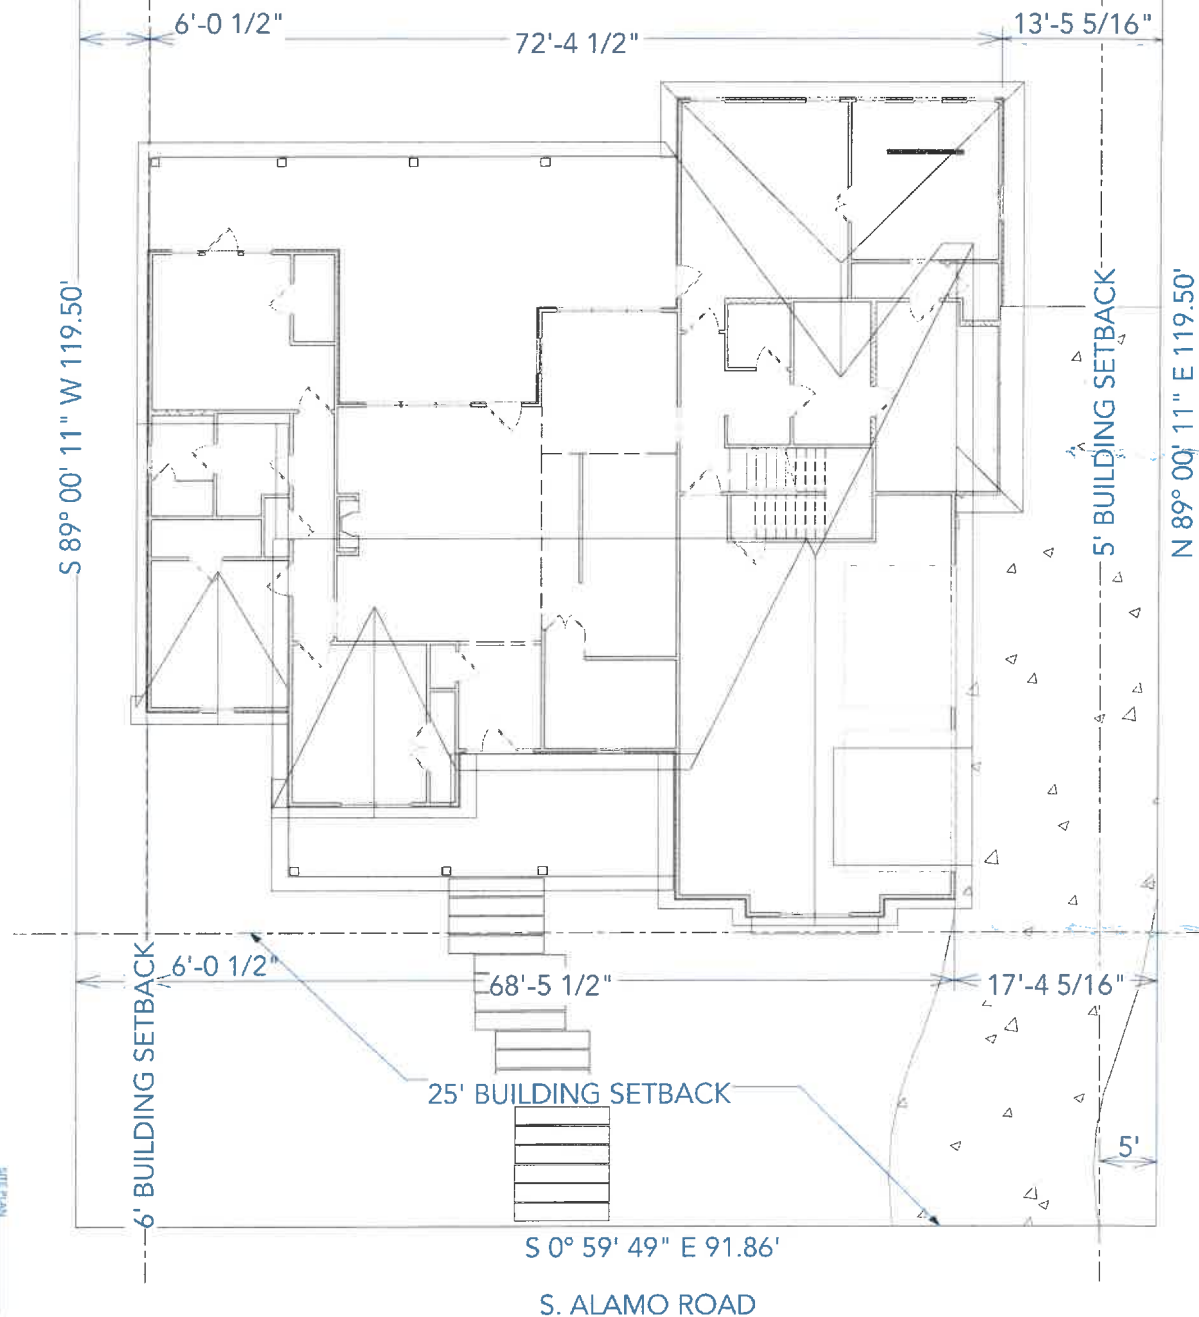 6'-0 1/2"
72'-4 1/2"
13'-5 5/16"
S 89° 00' 11" W 119.50'
5' BUILDING SETBACK
N 89° 00' 11" E 119.50'
6'-0 1/2"
68'-5 1/2"
17'-4 5/16"
6' BUILDING SETBACK
25' BUILDING SETBACK
5'
SITE PLAN
S 0° 59' 49" E 91.86'
S. ALAMO ROAD